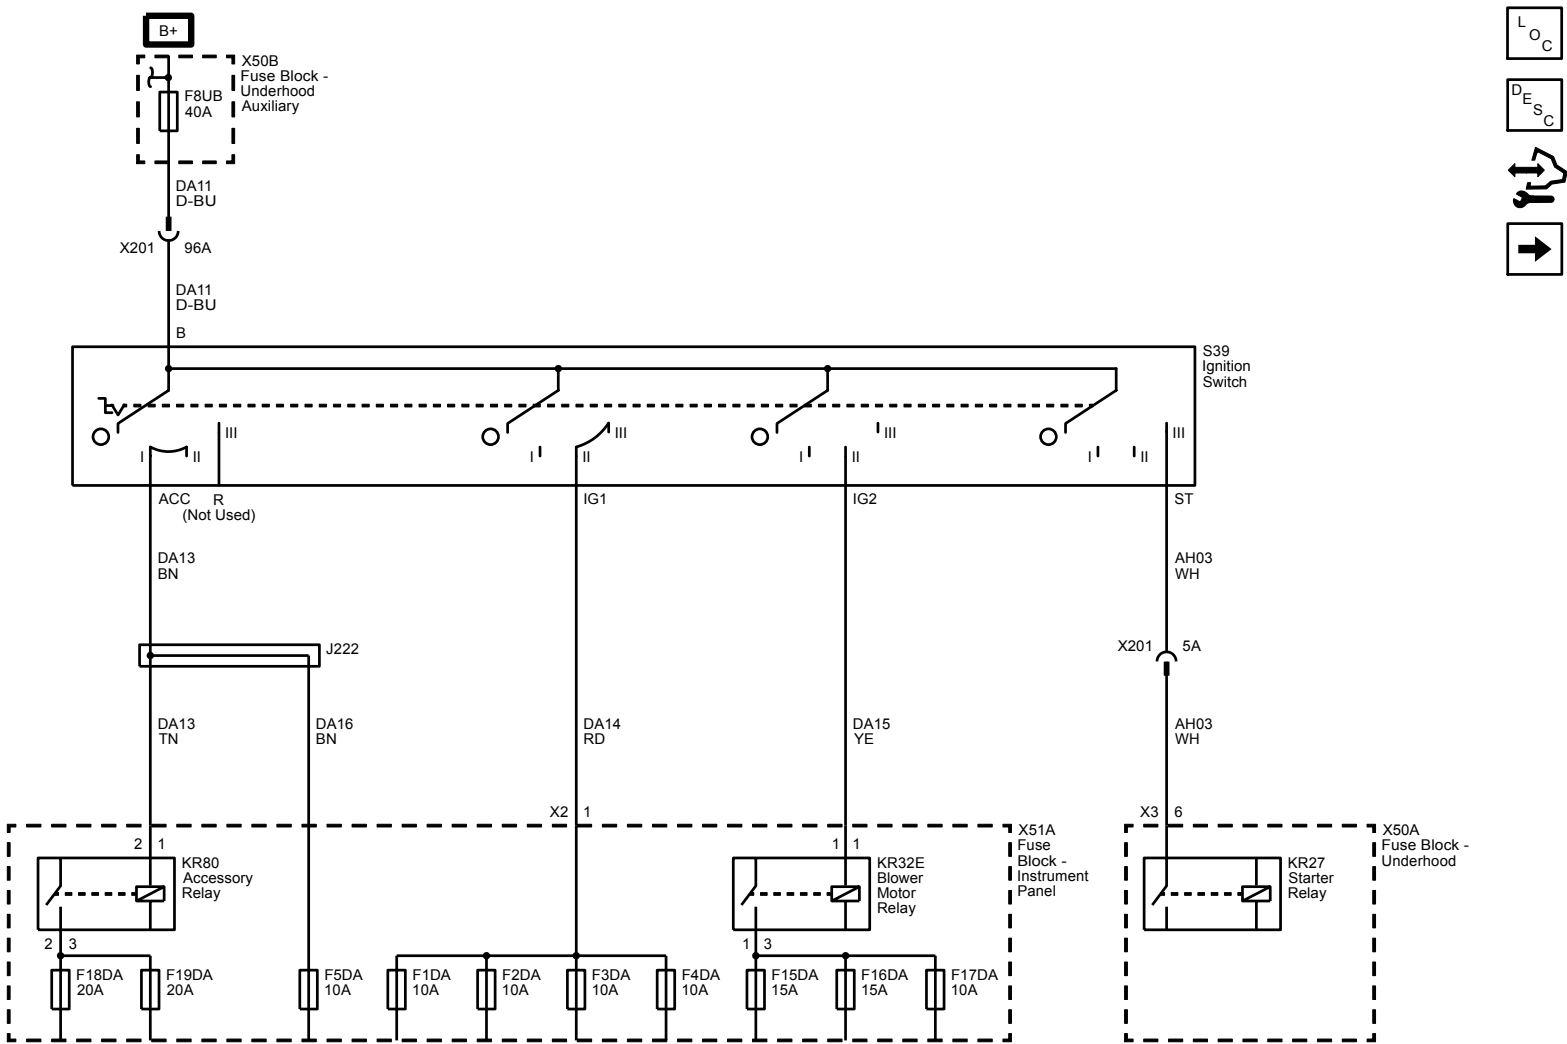 B+
X50B
Fuse Block -
Underhood
Auxiliary
F8UB
40A
DA11
D-BU
X201 96A
DA11
D-BU
B
L
O
C
D
E
S
C
S39
Ignition
Switch
I II III
I II III
I II III
I II III
ACC R
(Not Used)
IG1
IG2
ST
DA13
BN
AH03
WH
J222
X201 5A
DA13
TN
DA16
BN
DA14
RD
DA15
YE
AH03
WH
X2 1
X3 6
X51A
Fuse
Block -
Instrument
Panel
X50A
Fuse Block -
Underhood
2 1
KR80
Accessory
Relay
1 1
KR32E
Blower
Motor
Relay
KR27
Starter
Relay
2 3
1 3
F18DA
20A
F19DA
20A
F5DA
10A
F1DA
10A
F2DA
10A
F3DA
10A
F4DA
10A
F15DA
15A
F16DA
15A
F17DA
10A